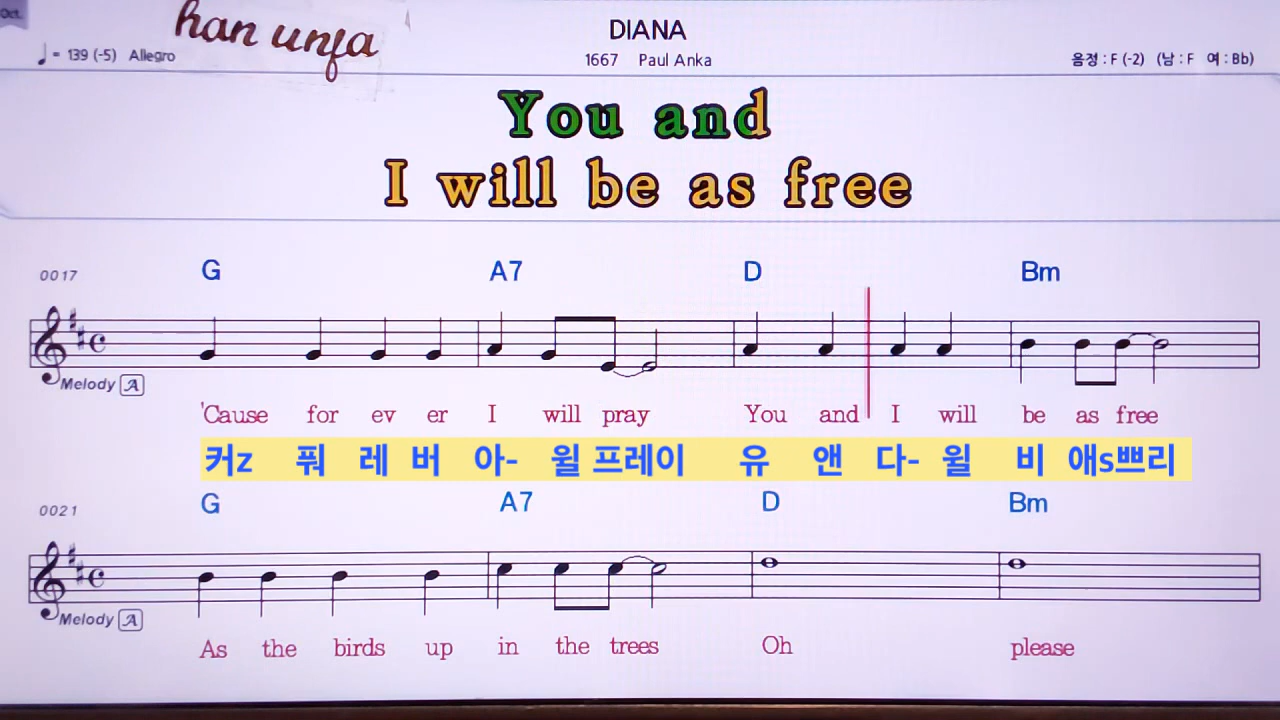 Oct.
han unja
♩ = 139 (-5) Allegro
DIANA
1667 Paul Anka
음정 : F (-2) (남 : F 여 : Bb)
You and
I will be as free
0017
G A7 D Bm
Melody A
'Cause for ev er I will pray You and I will be as free
커z 풔 레 버 아- 윌 프레이 유 앤 다- 윌 비 애s쁘리
0021
G A7 D Bm
Melody A
As the birds up in the trees Oh please